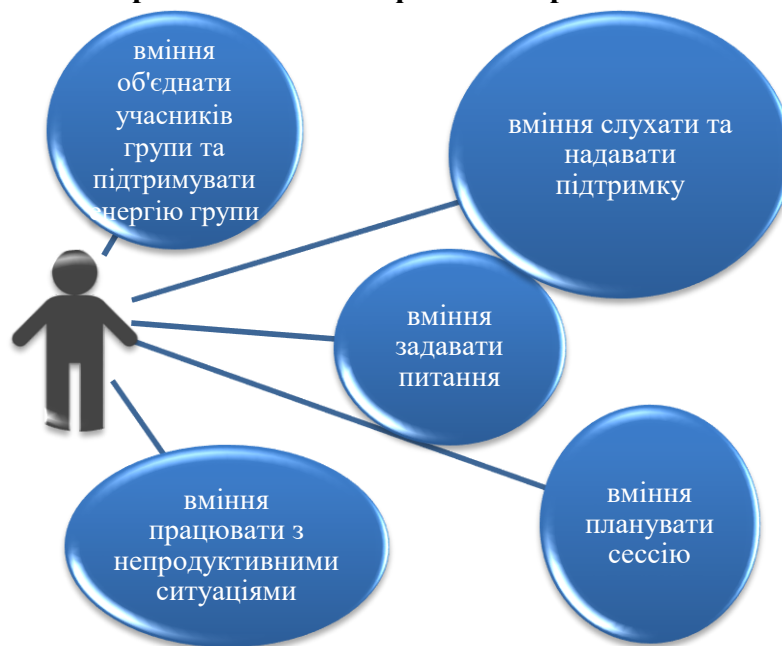 вміння
об'єднати
учасників
групи та
підтримувати
енергію групи
вміння слухати та
надавати
підтримку
вміння
задавати
питання
вміння
працювати з
непродуктивними
ситуаціями
вміння
планувати
сессію